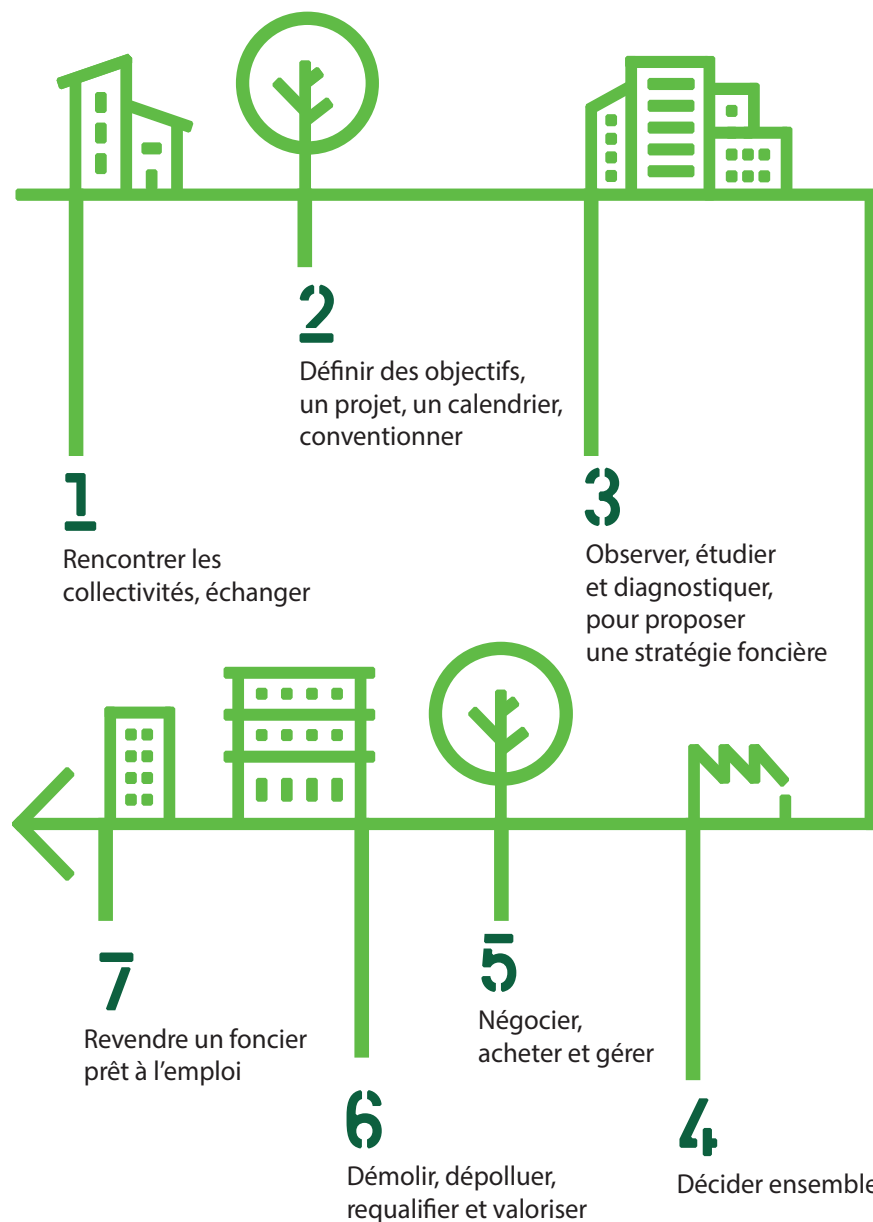 1
Rencontrer les
collectivités, échanger
2
Définir des objectifs,
un projet, un calendrier,
conventionner
3
Observer, étudier
et diagnostiquer,
pour proposer
une stratégie foncière
4
Décider ensemble
5
Négocier,
acheter et gérer
6
Démolir, dépolluer,
requalifier et valoriser
7
Revendre un foncier
prêt à l’emploi